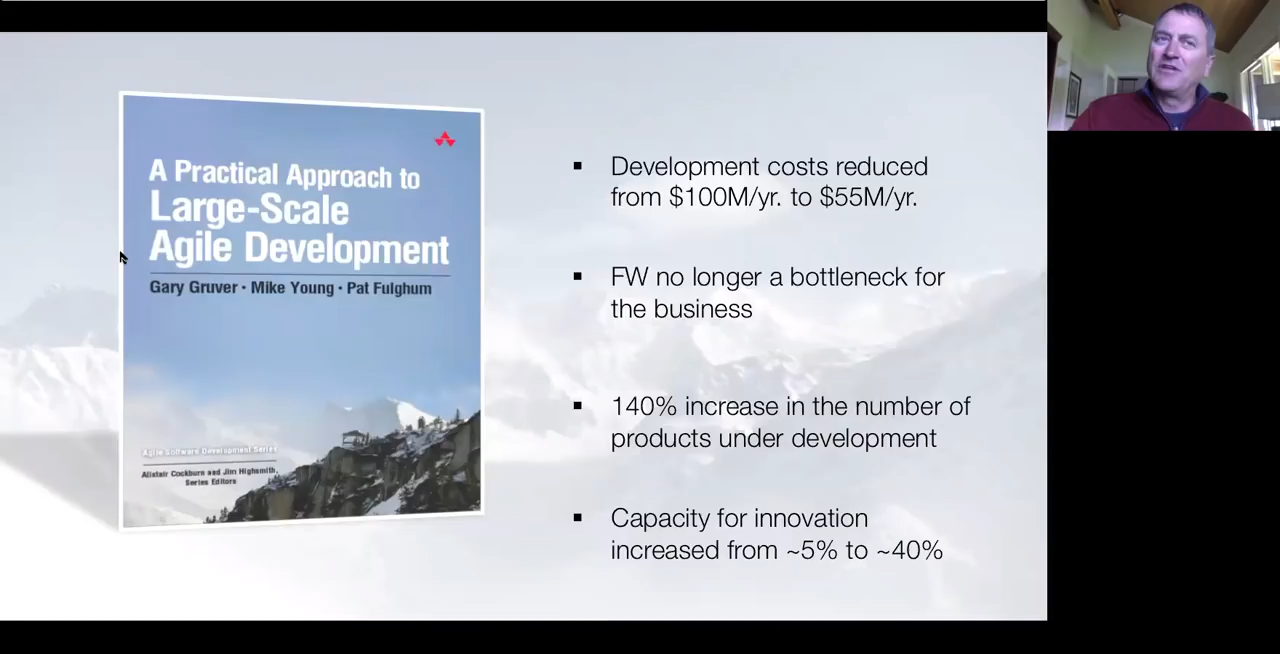 A Practical Approach to
Large-Scale
Agile Development
Gary Gruver • Mike Young • Pat Fulghum
Agile Software Development Series
Alistair Cockburn and Jim Highsmith,
Series Editors
▪ Development costs reduced
from $100M/yr. to $55M/yr.
▪ FW no longer a bottleneck for
the business
▪ 140% increase in the number of
products under development
▪ Capacity for innovation
increased from ~5% to ~40%